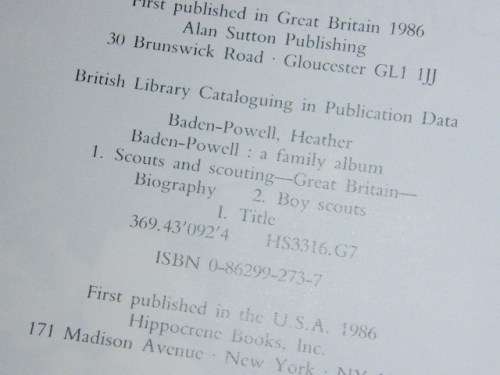 First published in Great Britain 1986
Alan Sutton Publishing
30 Brunswick Road · Gloucester GL1 1JJ
British Library Cataloguing in Publication Data
Baden-Powell, Heather
Baden-Powell : a family album
1. Scouts and scouting—Great Britain—
Biography 2. Boy scouts
I. Title
369.43'092'4 HS3316.G7
ISBN 0-86299-273-7
First published in the U.S.A. 1986
Hippocrene Books, Inc.
171 Madison Avenue · New York · NY